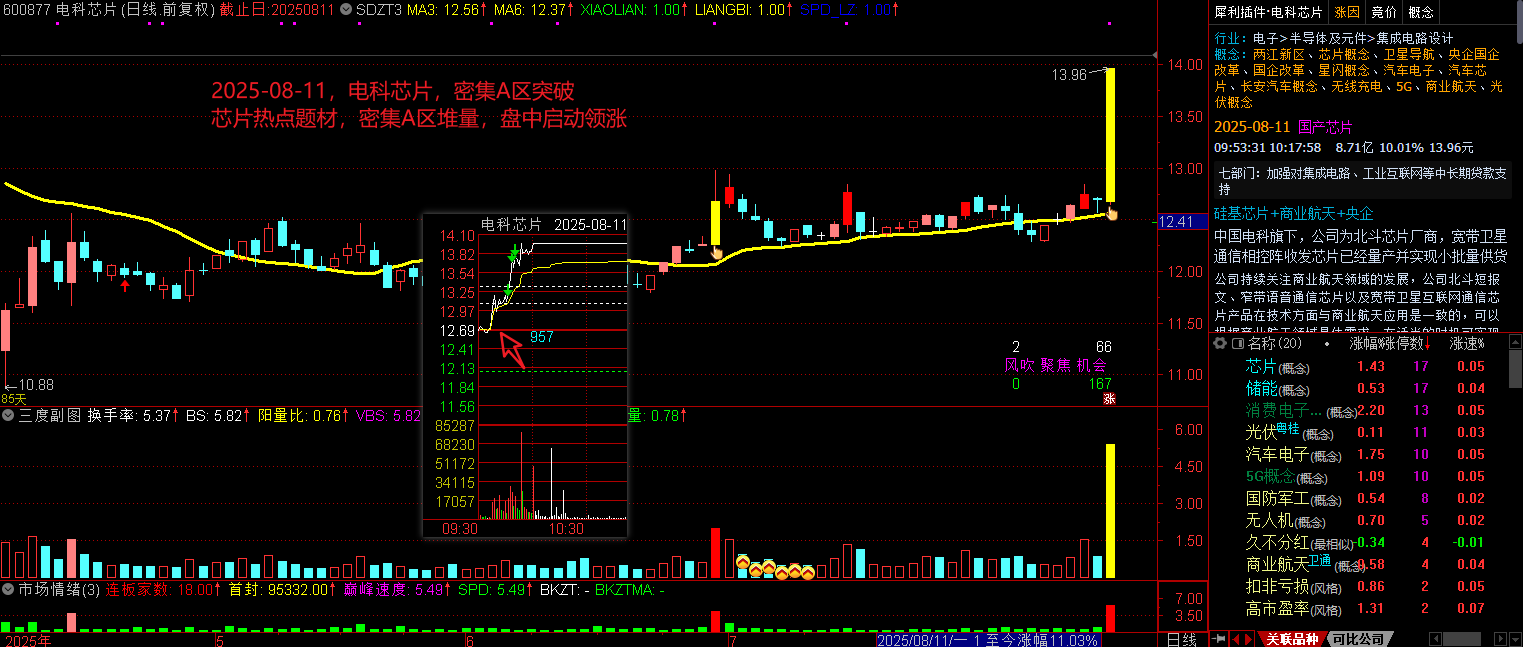 600877 电科芯片(日线.前复权) 截止日:20250811 SDZT3 MA3: 12.56↑ MA6: 12.37↑ XIAOLIAN: 1.00↑ LIANGBI: 1.00↑ SPD_LZ: 1.00↑
2025-08-11，电科芯片，密集A区突破
芯片热点题材，密集A区堆量，盘中启动领涨
13.96
14.00
13.50
13.00
12.41
12.00
11.50
11.00
←10.88
85天
电科芯片 2025-08-11
14.10
13.82
13.54
13.25
12.97
12.69
12.41
12.13
11.84
11.56
85287
68230
51172
34115
17057
957
09:30 10:30
2 66
风吹 聚焦 机会
0 167
涨
三度副图 换手率: 5.37↑ BS: 5.82↑ 阳量比: 0.76↑ VBS: 5.82
量: 0.78↑
6.00
4.50
3.00
1.50
市场情绪(3) 连板家数: 18.00↑ 首封: 95332.00↑ 巅峰速度: 5.49↑ SPD: 5.49↑ BKZT: - BKZTMA: -
7.00
3.50
2025年 5 6 7 2025/08/11/一 1 至今涨幅11.03% 日线
犀利插件·电科芯片 涨因 竞价 概念
行业: 电子>半导体及元件>集成电路设计
概念: 两江新区、芯片概念、卫星导航、央企国企
改革、国企改革、星闪概念、汽车电子、汽车芯
片、长安汽车概念、无线充电、5G、商业航天、光
伏概念
2025-08-11 国产芯片
09:53:31 10:17:58 8.71亿 10.01% 13.96元
七部门：加强对集成电路、工业互联网等中长期贷款支
持
硅基芯片+商业航天+央企
中国电科旗下，公司为北斗芯片厂商，宽带卫星
通信相控阵收发芯片已经量产并实现小批量供货
公司持续关注商业航天领域的发展，公司北斗短报
文、窄带语音通信芯片以及宽带卫星互联网通信芯
片产品在技术方面与商业航天应用是一致的，可以
名称(20) • 涨幅% 涨停数↓ 涨速%
芯片(概念) 1.43 17 0.05
储能(概念) 0.53 17 0.04
消费电子...(概念) 2.20 13 0.05
光伏粤桂(概念) 0.11 11 0.03
汽车电子(概念) 1.75 10 0.05
5G概念(概念) 1.09 10 0.05
国防军工(概念) 0.54 8 0.02
无人机(概念) 0.70 5 0.02
久不分红(最相似) -0.34 4 -0.01
商业航天卫通(概念) 0.58 4 0.04
扣非亏损(风格) 0.86 2 0.05
高市盈率(风格) 1.31 2 0.07
关联品种 可比公司